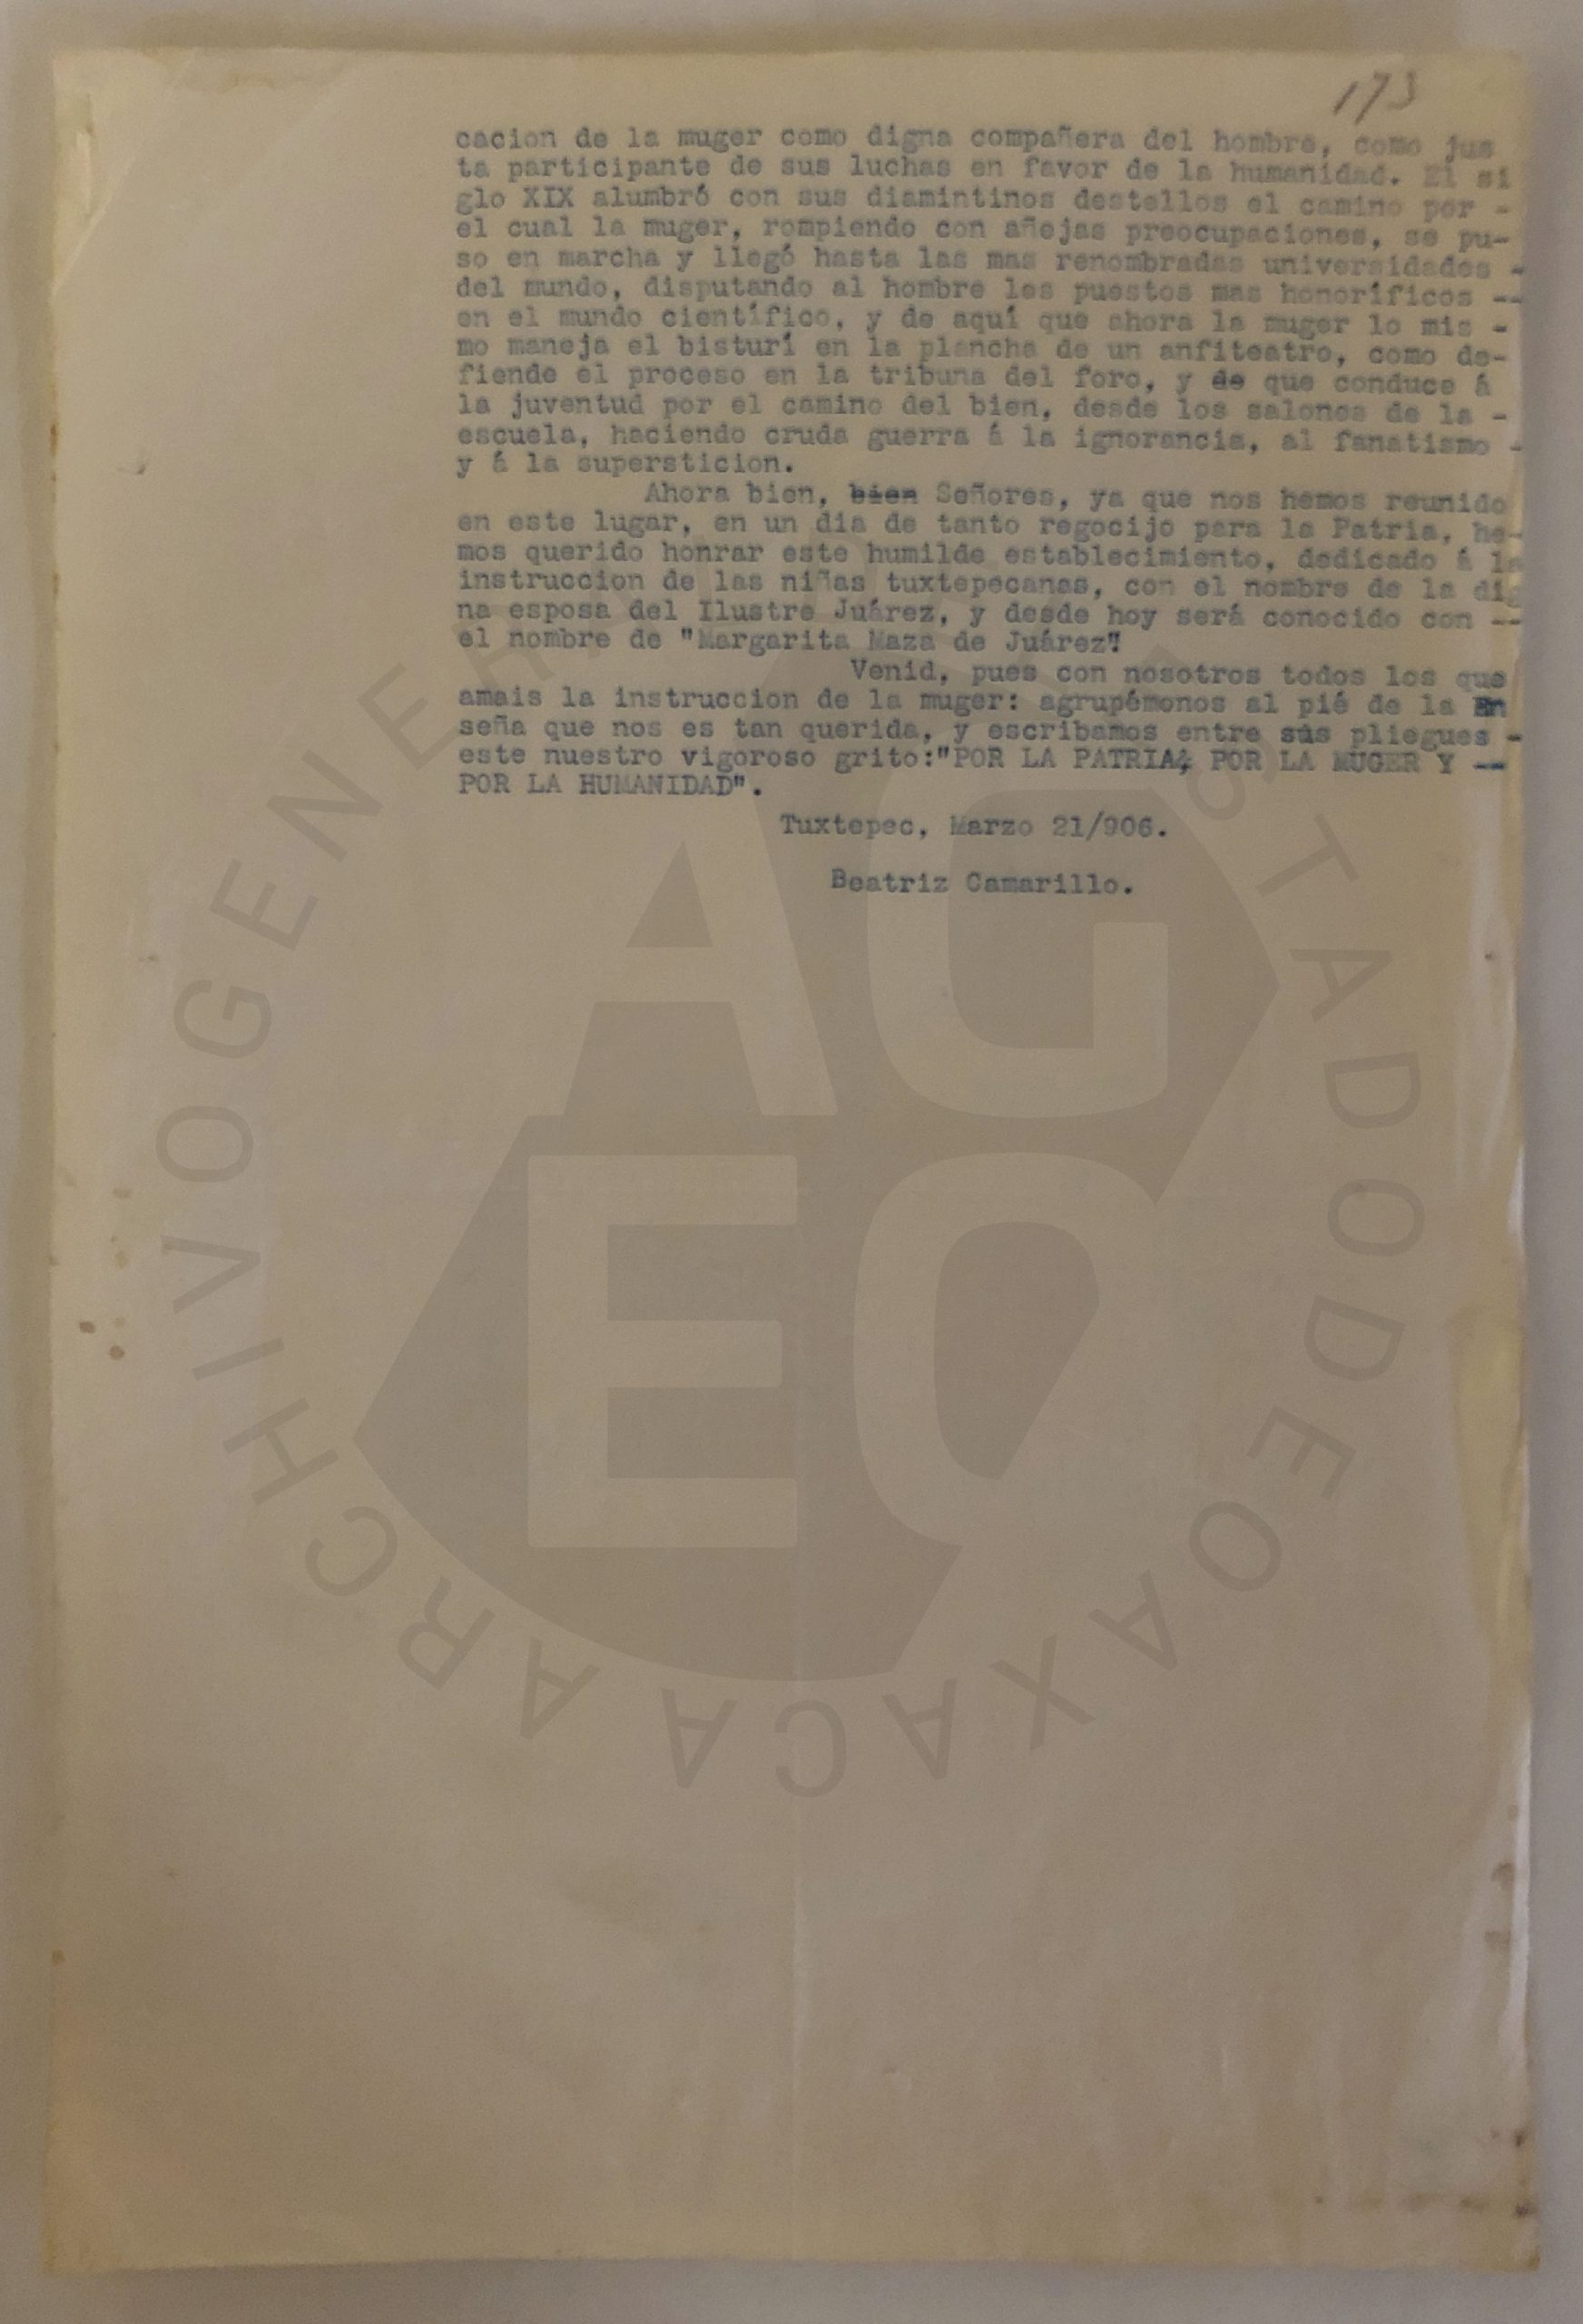 173
cacion de la muger como digna compañera del hombre, como jus
ta participante de sus luchas en favor de la humanidad. El si
glo XIX alumbró con sus diamintinos destellos el camino por -
el cual la muger, rompiendo con añejas preocupaciones, se pu-
so en marcha y llegó hasta las mas renombradas universidades -
del mundo, disputando al hombre los puestos mas honoríficos --
en el mundo científico, y de aquí que ahora la muger lo mis -
mo maneja el bisturí en la plancha de un anfiteatro, como de-
fiende el proceso en la tribuna del foro, y de que conduce á
la juventud por el camino del bien, desde los salones de la -
escuela, haciendo cruda guerra á la ignorancia, al fanatismo -
y á la supersticion.
Ahora bien, bien Señores, ya que nos hemos reunido
en este lugar, en un dia de tanto regocijo para la Patria, he-
mos querido honrar este humilde establecimiento, dedicado á la
instruccion de las niñas tuxtepecanas, con el nombre de la dig
na esposa del Ilustre Juárez, y desde hoy será conocido con --
el nombre de "Margarita Maza de Juárez".
Venid, pues con nosotros todos los que
amais la instruccion de la muger: agrupémonos al pié de la En
seña que nos es tan querida, y escribamos entre sus pliegues -
este nuestro vigoroso grito:"POR LA PATRIA, POR LA MUGER Y --
POR LA HUMANIDAD".
Tuxtepec, Marzo 21/906.
Beatriz Camarillo.
ARCHIVO GENERAL DEL ESTADO DE OAXACA
AG
EO